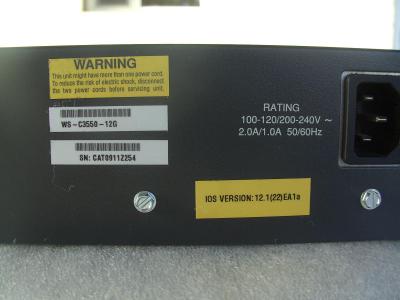 WARNING
This unit might have more than one power cord.
To reduce the risk of electric shock, disconnect
the two power cords before servicing unit.
WS-C3550-12G
SN: CAT0911Z254
RATING
100-120/200-240V ~
2.0A/1.0A 50/60Hz
IOS VERSION: 12.1(22)EA1a